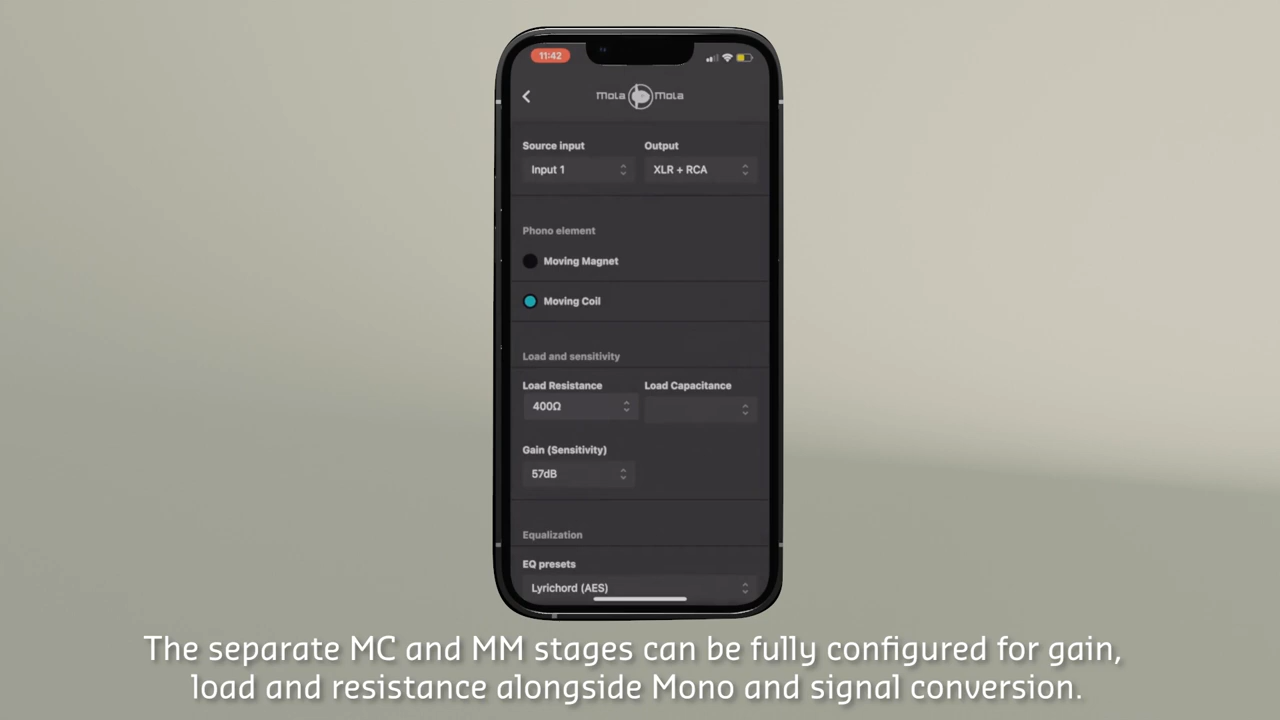 11:42
mola mola
Source input Output
Input 1 XLR + RCA
Phono element
Moving Magnet
Moving Coil
Load and sensitivity
Load Resistance Load Capacitance
400Ω
Gain (Sensitivity)
57dB
Equalization
EQ presets
Lyrichord (AES)
The separate MC and MM stages can be fully configured for gain,
load and resistance alongside Mono and signal conversion.